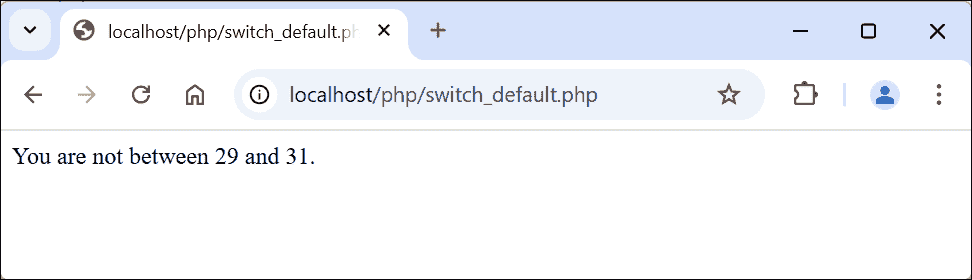 localhost/php/switch_default.ph
localhost/php/switch_default.php
You are not between 29 and 31.